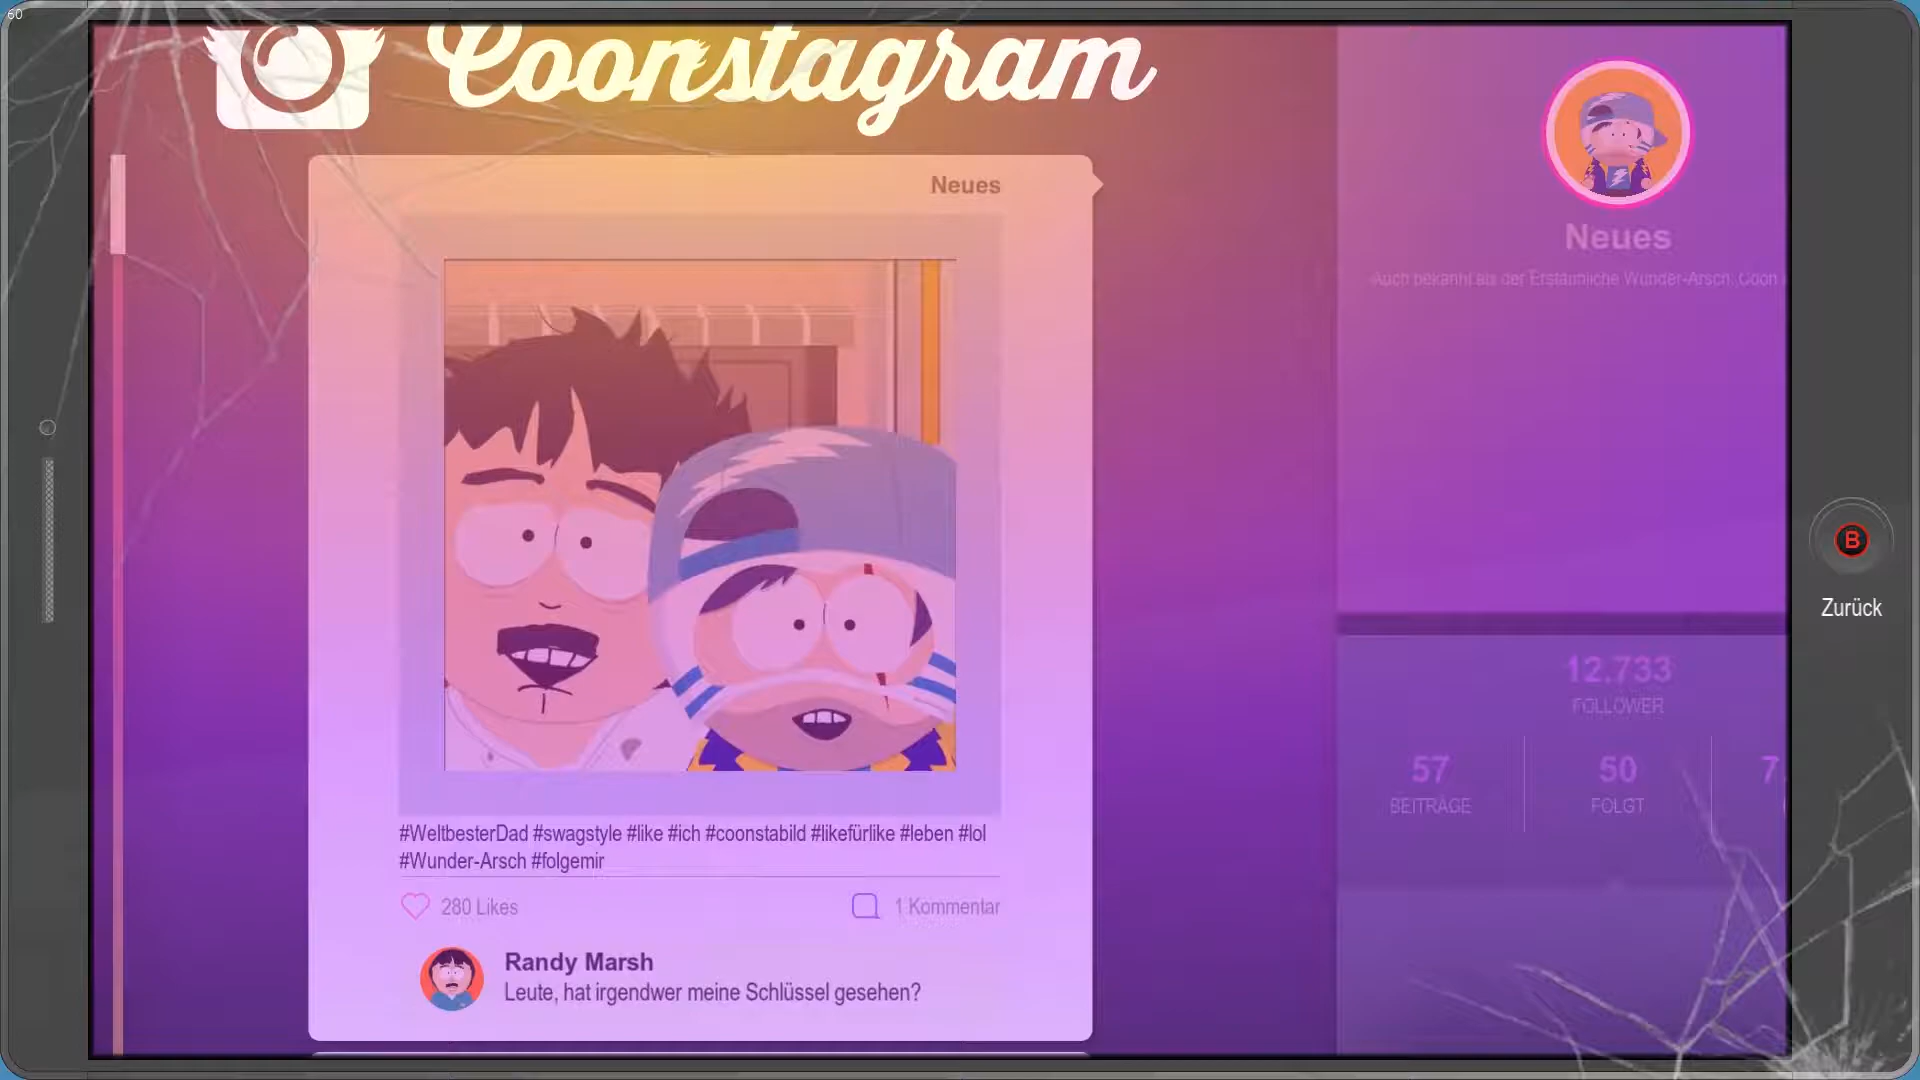 60
Coonstagram
Neues
#WeltbesterDad #swagstyle #like #ich #coonstabild #likefürlike #leben #lol
#Wunder-Arsch #folgemir
280 Likes
1 Kommentar
Randy Marsh
Leute, hat irgendwer meine Schlüssel gesehen?
Neues
Auch bekannt als der Erstaunliche Wunder-Arsch. Coon
12.733
FOLLOWER
57
BEITRÄGE
50
FOLGT
7
B
Zurück